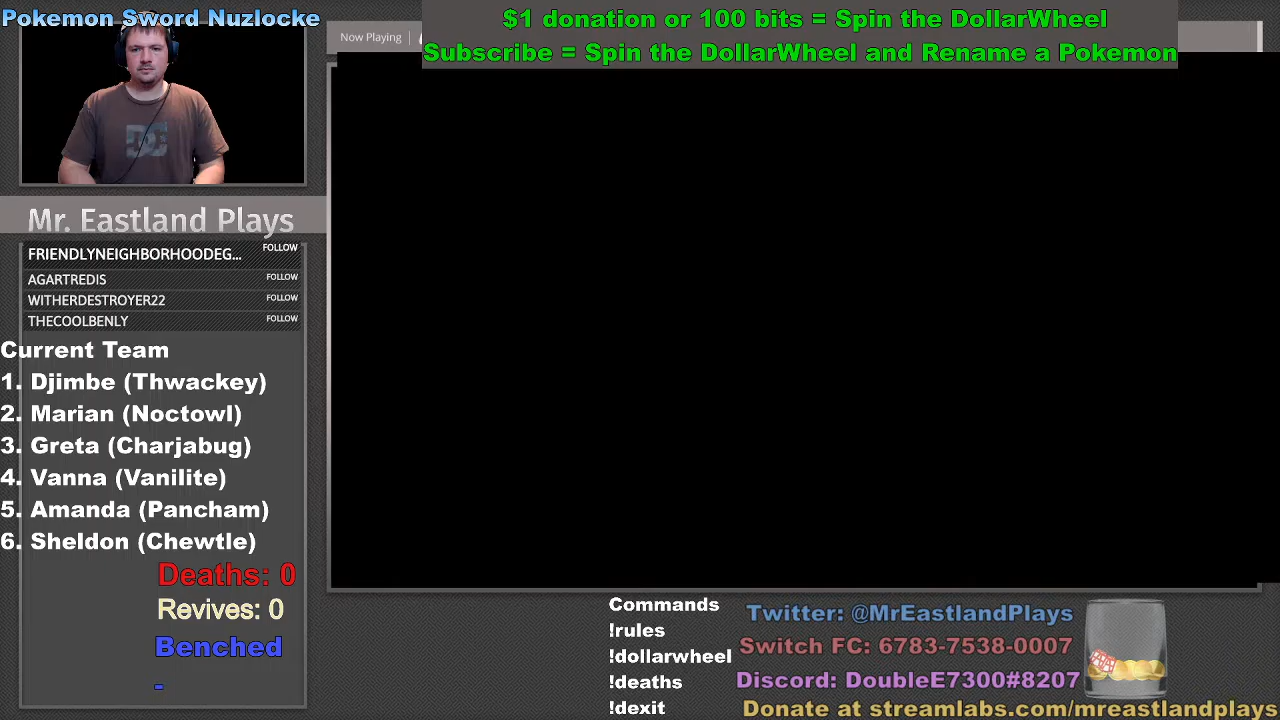 Pokemon Sword Nuzlocke
$1 donation or 100 bits = Spin the DollarWheel
Subscribe = Spin the DollarWheel and Rename a Pokemon
Now Playing
Mr. Eastland Plays
FRIENDLYNEIGHBORHOODEG... FOLLOW
AGARTREDIS FOLLOW
WITHERDESTROYER22 FOLLOW
THECOOLBENLY FOLLOW
Current Team
1. Djimbe (Thwackey)
2. Marian (Noctowl)
3. Greta (Charjabug)
4. Vanna (Vanilite)
5. Amanda (Pancham)
6. Sheldon (Chewtle)
Deaths: 0
Revives: 0
Benched
-
Commands
!rules
!dollarwheel
!deaths
!dexit
Twitter: @MrEastlandPlays
Switch FC: 6783-7538-0007
Discord: DoubleE7300#8207
Donate at streamlabs.com/mreastlandplays